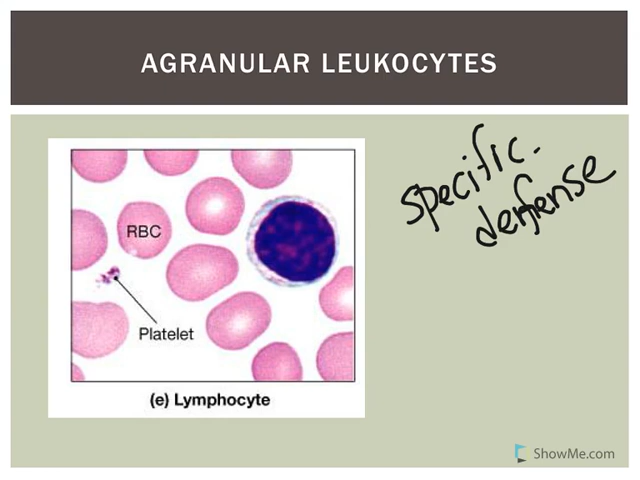 AGRANULAR LEUKOCYTES
specific.
defense
RBC
Platelet
(e) Lymphocyte
ShowMe.com